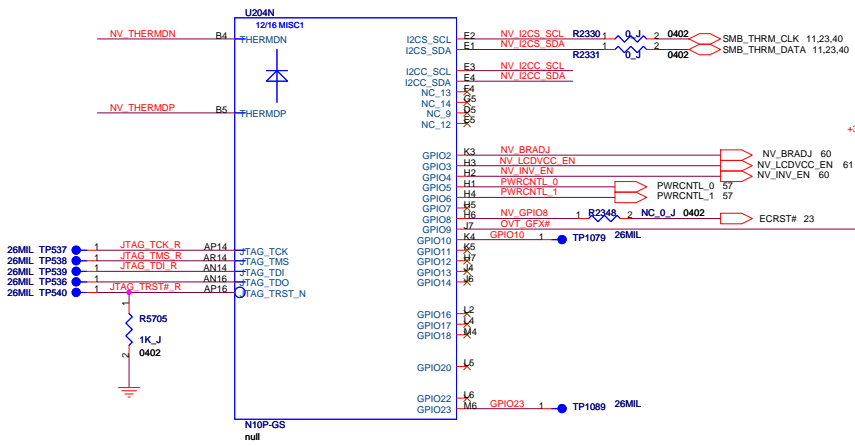 U204N
12/16 MISC1
NV_THERMDN B4 THERMDN
NV_THERMDP B5 THERMDP
I2CS_SCL E2 NV_I2CS_SCL R2330 1 0_J 2 0402 SMB_THRM_CLK 11,23,40
I2CS_SDA E1 NV_I2CS_SDA 1 0_J 2 0402 SMB_THRM_DATA 11,23,40
R2331
I2CC_SCL E3 NV_I2CC_SCL
I2CC_SDA E4 NV_I2CC_SDA
NC_13
NC_14 G5
NC_9 D5
NC_12 E5
+3
GPIO2 K3 NV_BRADJ NV_BRADJ 60
GPIO3 H3 NV_LCDVCC_EN NV_LCDVCC_EN 61
GPIO4 H2 NV_INV_EN NV_INV_EN 60
GPIO5 H1 PWRCNTL_0 PWRCNTL_0 57
GPIO6 H4 PWRCNTL_1 PWRCNTL_1 57
GPIO7 H5
GPIO8 H6 NV_GPIO8 1 R2348 2 NC_0_J 0402 ECRST# 23
GPIO9 J7 OVT_GFX#
GPIO10 K4 GPIO10 1 TP1079 26MIL
GPIO11 K5
GPIO12 H7
GPIO13 J4
GPIO14 J6
26MIL TP537 1 JTAG_TCK_R AP14 JTAG_TCK
26MIL TP538 1 JTAG_TMS_R AR14 JTAG_TMS
26MIL TP539 1 JTAG_TDI_R AN14 JTAG_TDI
26MIL TP536 1 AN16 JTAG_TDO
26MIL TP540 1 JTAG_TRST#_R AP16 JTAG_TRST_N
1
R5705
1K_J
2 0402
GPIO16 L2
GPIO17 L4
GPIO18 M4
GPIO20 L5
GPIO22 L6
GPIO23 M6 GPIO23 1 TP1089 26MIL
N10P-GS
null